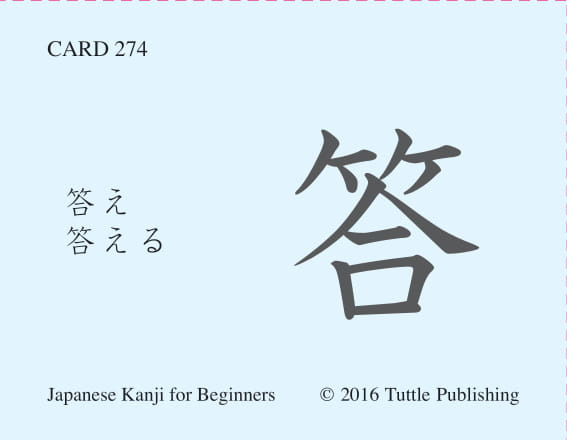 CARD 274
答え
答える
答
Japanese Kanji for Beginners © 2016 Tuttle Publishing